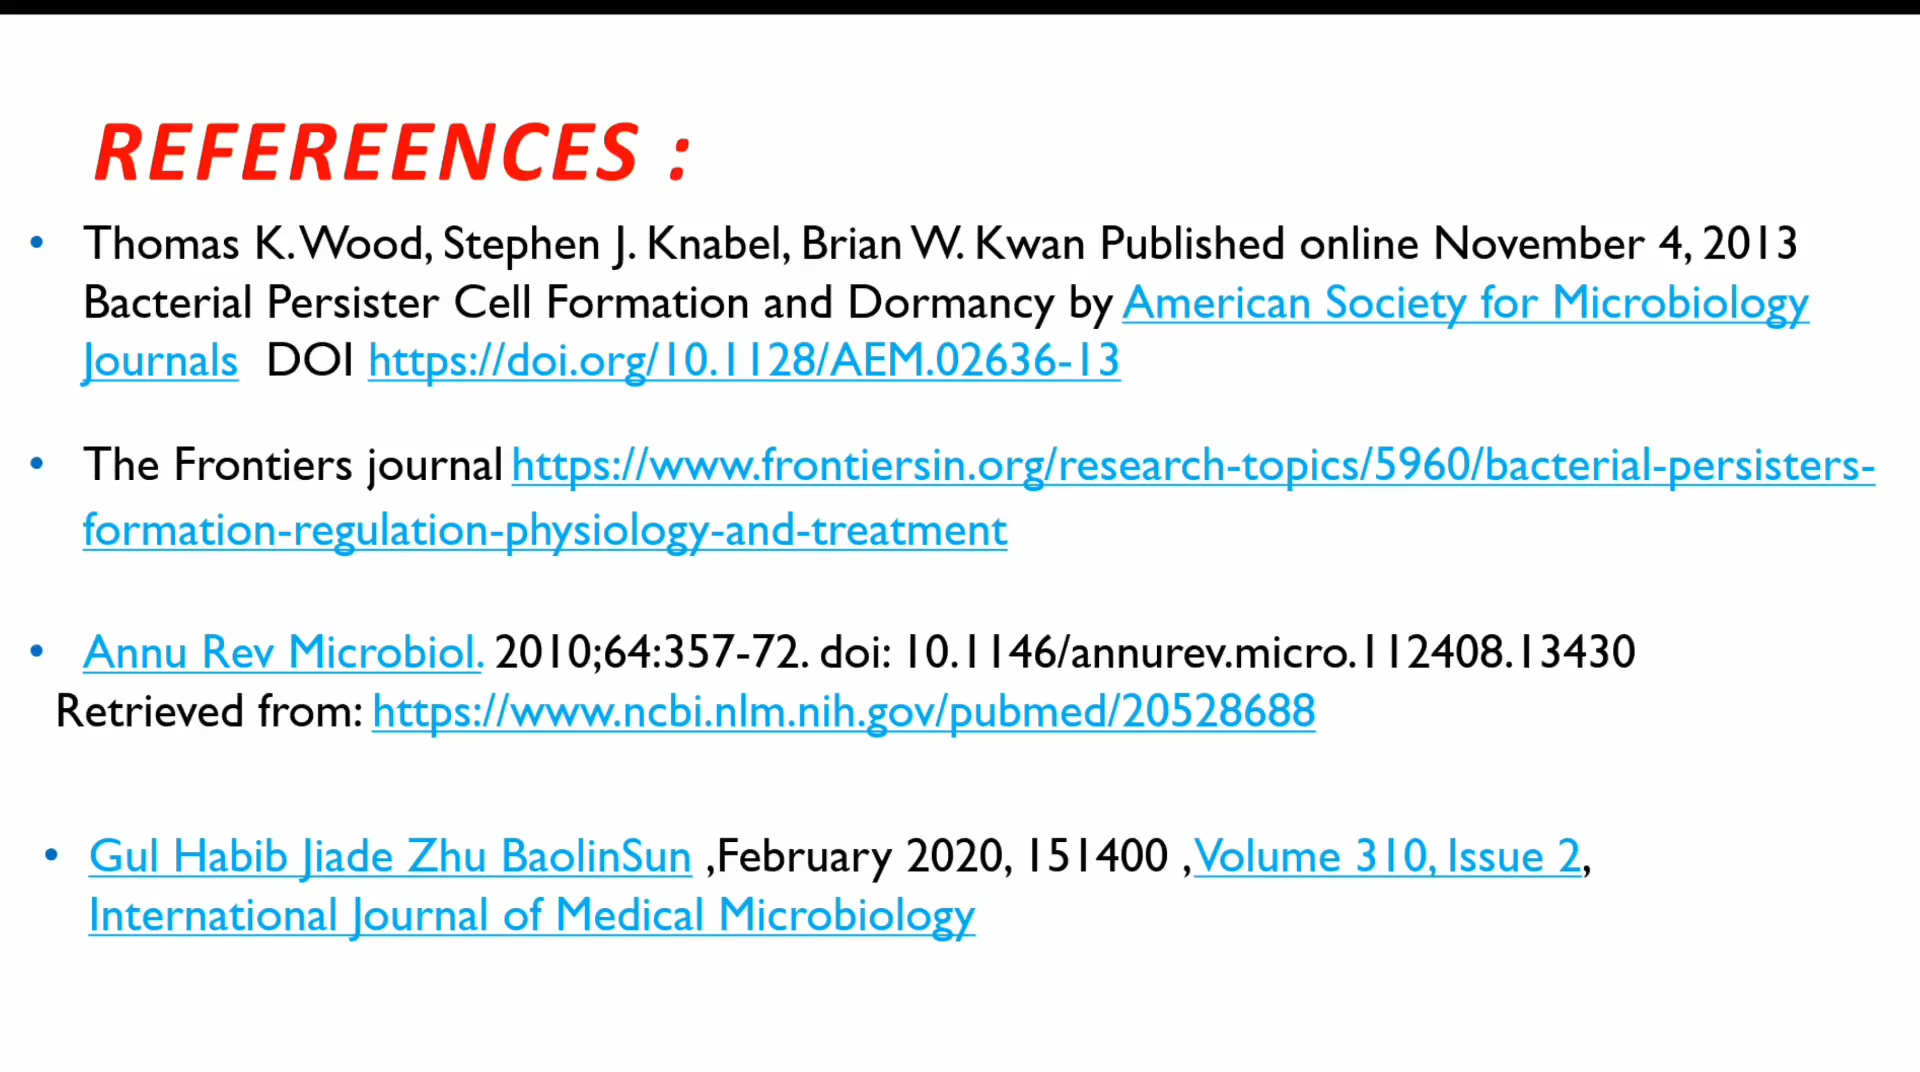 REFEREENCES :
• Thomas K. Wood, Stephen J. Knabel, Brian W. Kwan Published online November 4, 2013
Bacterial Persister Cell Formation and Dormancy by American Society for Microbiology
Journals DOI https://doi.org/10.1128/AEM.02636-13
• The Frontiers journal https://www.frontiersin.org/research-topics/5960/bacterial-persisters-
formation-regulation-physiology-and-treatment
• Annu Rev Microbiol. 2010;64:357-72. doi: 10.1146/annurev.micro.112408.13430
Retrieved from: https://www.ncbi.nlm.nih.gov/pubmed/20528688
• Gul Habib Jiade Zhu BaolinSun ,February 2020, 151400 ,Volume 310, Issue 2,
International Journal of Medical Microbiology